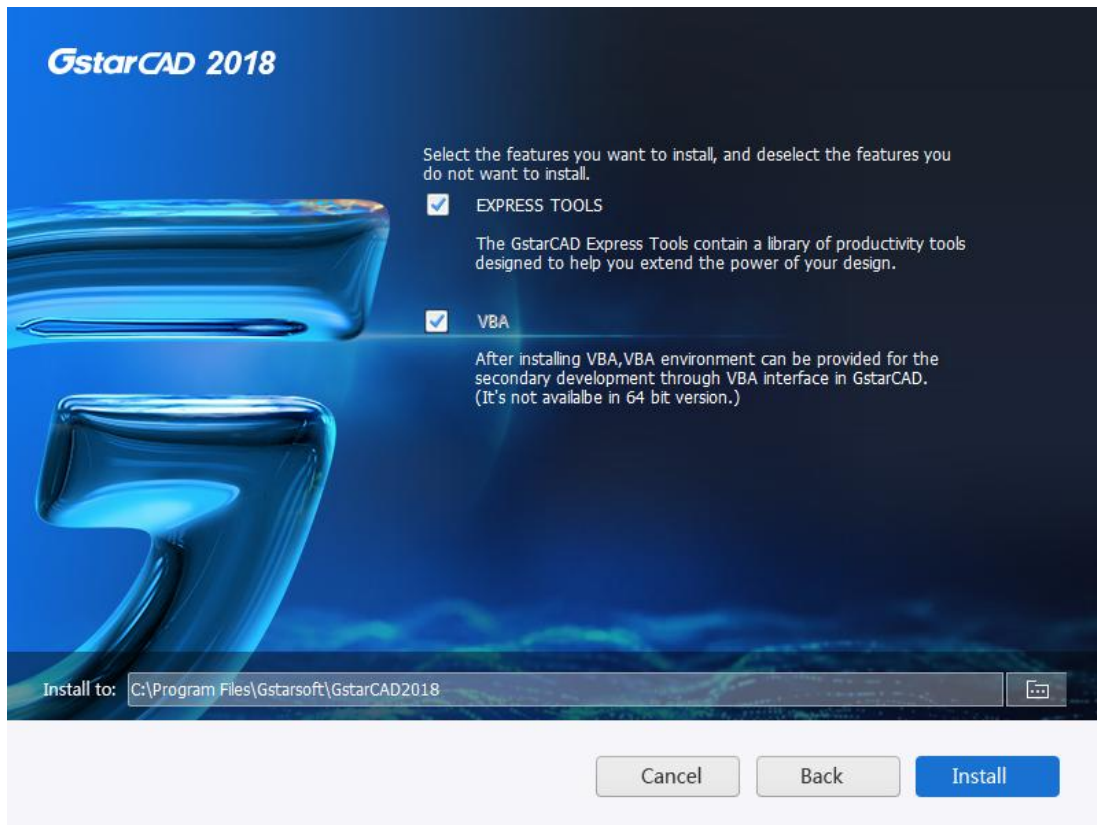 GstarCAD 2018
Select the features you want to install, and deselect the features you
do not want to install.
EXPRESS TOOLS
The GstarCAD Express Tools contain a library of productivity tools
designed to help you extend the power of your design.
VBA
After installing VBA,VBA environment can be provided for the
secondary development through VBA interface in GstarCAD.
(It's not availalbe in 64 bit version.)
Install to: C:\Program Files\Gstarsoft\GstarCAD2018
Cancel Back Install